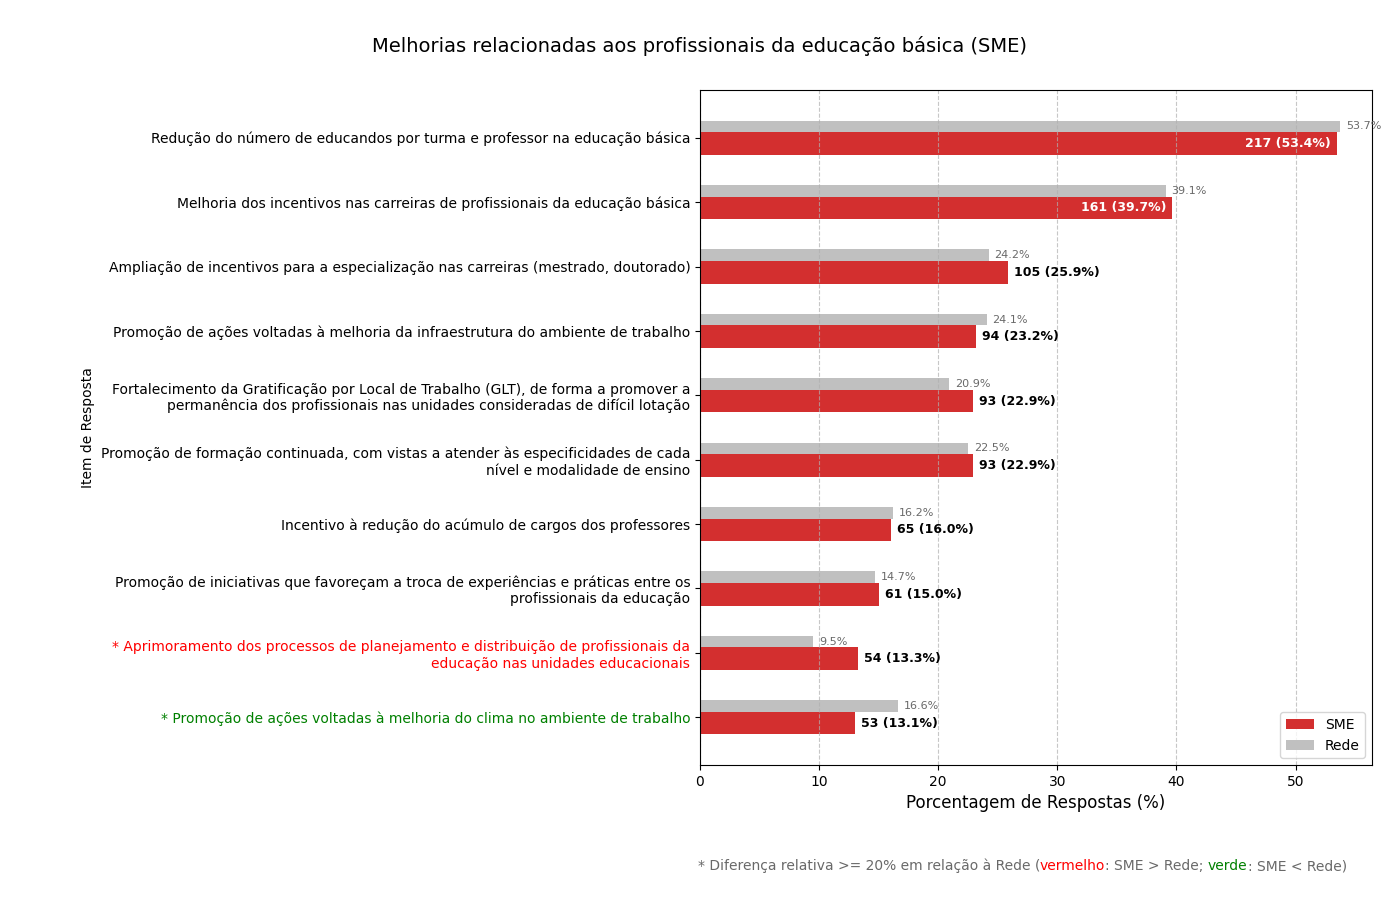 Melhorias relacionadas aos profissionais da educação básica (SME)
Item de Resposta
Redução do número de educandos por turma e professor na educação básica
53.7%
217 (53.4%)
Melhoria dos incentivos nas carreiras de profissionais da educação básica
39.1%
161 (39.7%)
Ampliação de incentivos para a especialização nas carreiras (mestrado, doutorado)
24.2%
105 (25.9%)
Promoção de ações voltadas à melhoria da infraestrutura do ambiente de trabalho
24.1%
94 (23.2%)
Fortalecimento da Gratificação por Local de Trabalho (GLT), de forma a promover a
permanência dos profissionais nas unidades consideradas de difícil lotação
20.9%
93 (22.9%)
Promoção de formação continuada, com vistas a atender às especificidades de cada
nível e modalidade de ensino
22.5%
93 (22.9%)
Incentivo à redução do acúmulo de cargos dos professores
16.2%
65 (16.0%)
Promoção de iniciativas que favoreçam a troca de experiências e práticas entre os
profissionais da educação
14.7%
61 (15.0%)
* Aprimoramento dos processos de planejamento e distribuição de profissionais da
educação nas unidades educacionais
9.5%
54 (13.3%)
* Promoção de ações voltadas à melhoria do clima no ambiente de trabalho
16.6%
53 (13.1%)
SME
Rede
0 10 20 30 40 50
Porcentagem de Respostas (%)
* Diferença relativa >= 20% em relação à Rede (vermelho: SME > Rede; verde: SME < Rede)